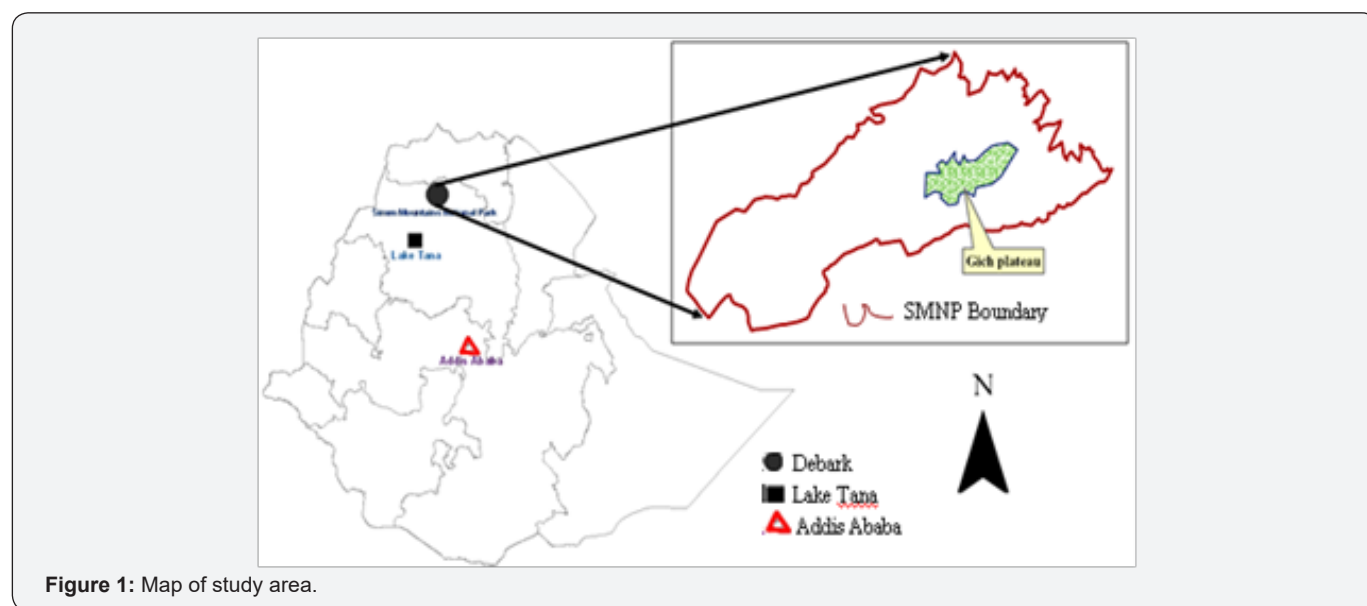 Simen Mountains National Park
Lake Tana
Addis Ababa
Gich plateau
SMNP Boundary
N
Debark
Lake Tana
Addis Ababa
Figure 1: Map of study area.